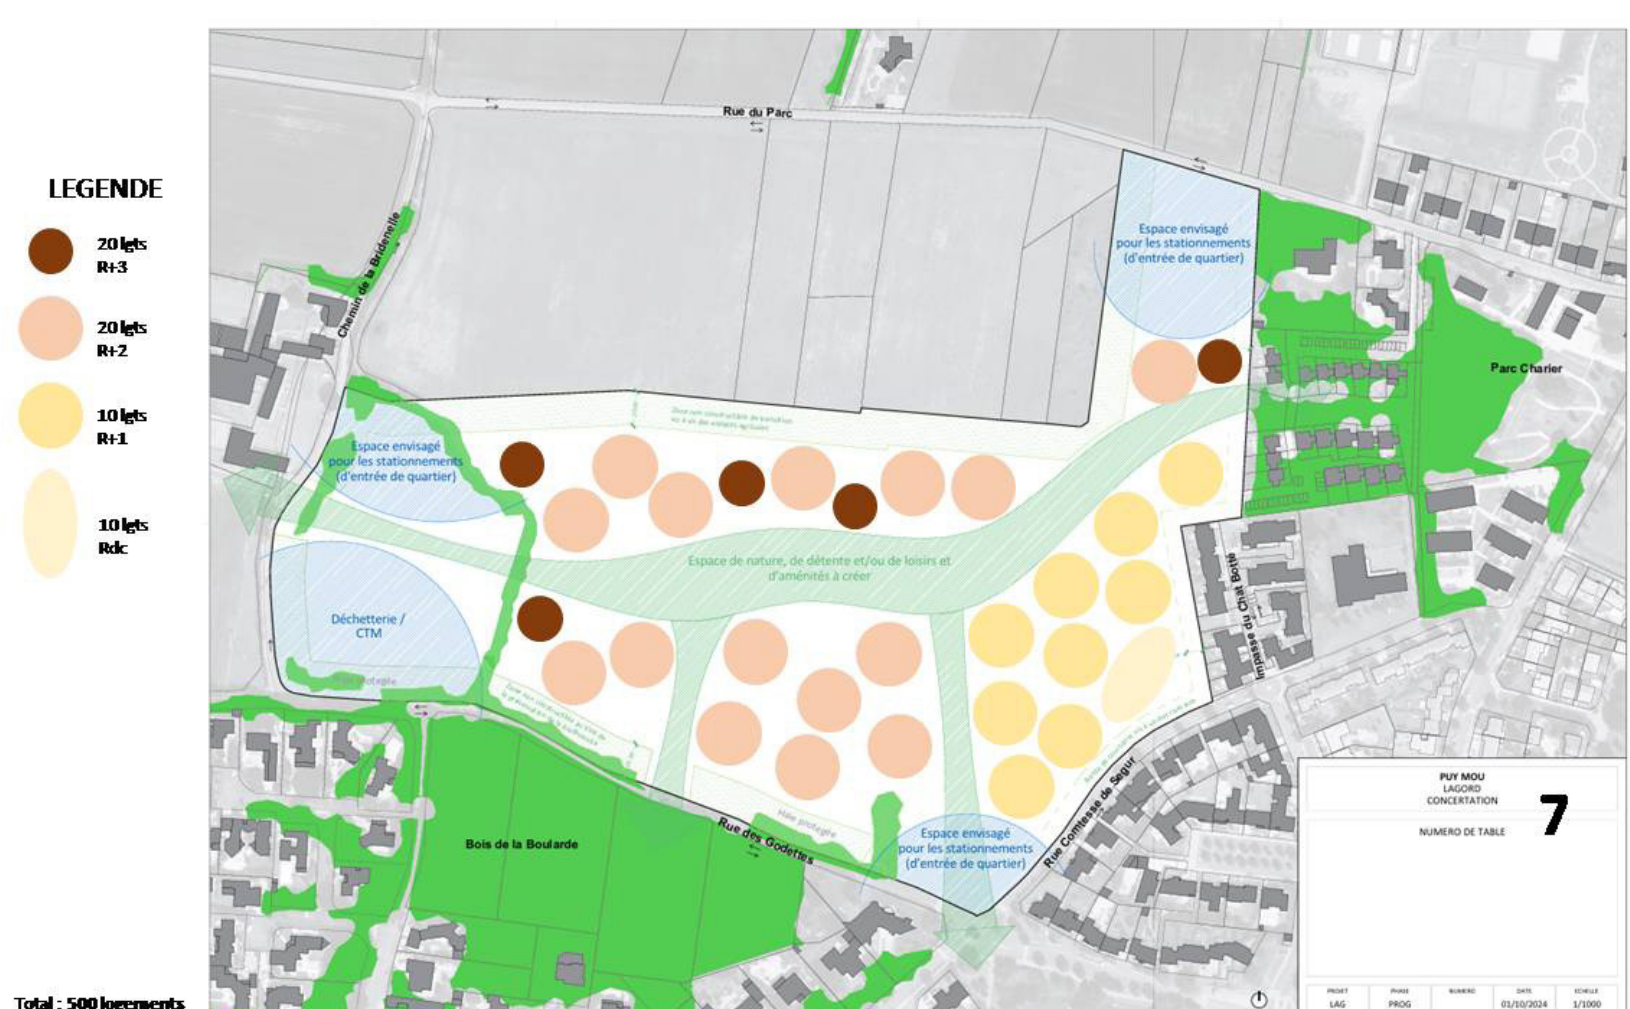 LEGENDE
20 lgts
R+3
20 lgts
R+2
10 lgts
R+1
10 lgts
Rdc
Total : 500 logements
Rue du Parc
Chemin de la Bridenelle
Espace envisagé
pour les stationnements
(d'entrée de quartier)
Parc Charier
Espace envisagé
pour les stationnements
(d'entrée de quartier)
Espace de nature, de détente et/ou de loisirs et
d'aménités à créer
Déchetterie /
CTM
Haie protégée
Impasse du Chat Botté
Haie protégée
Rue des Godettes
Bois de la Boularde
Espace envisagé
pour les stationnements
(d'entrée de quartier)
Rue Comtesse de Segur
PUY MOU
LAGORD
CONCERTATION
7
NUMERO DE TABLE
PROJET
PHASE
NUMERO
DATE
ECHELLE
LAG
PROG
01/10/2024
1/1000